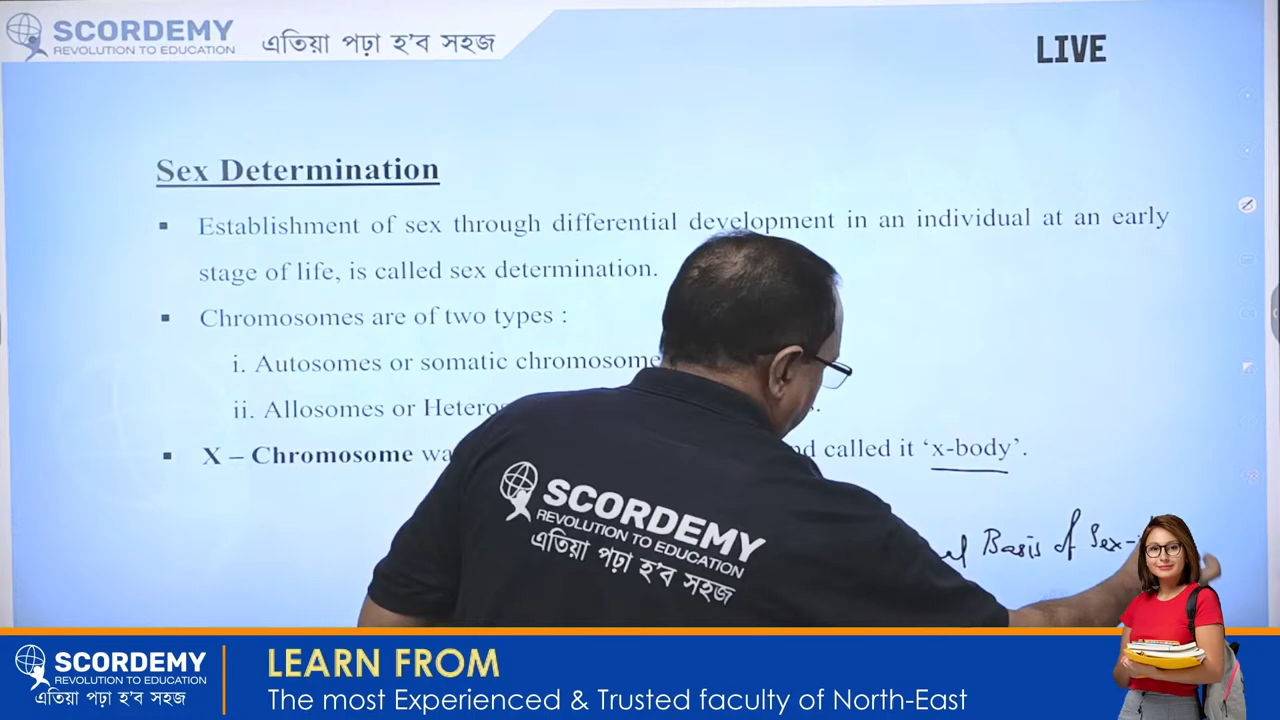 SCORDEMY
REVOLUTION TO EDUCATION
এতিয়া পঢ়া হ'ব সহজ
LIVE
Sex Determination
▪ Establishment of sex through differential development in an individual at an early
stage of life, is called sex determination.
▪ Chromosomes are of two types :
i. Autosomes or somatic chromosome
ii. Allosomes or Heteros
▪ X – Chromosome wa nd called it ‘x-body’.
Basis of Sex-
SCORDEMY
REVOLUTION TO EDUCATION
এতিয়া পঢ়া হ'ব সহজ
SCORDEMY
REVOLUTION TO EDUCATION
এতিয়া পঢ়া হ'ব সহজ
LEARN FROM
The most Experienced & Trusted faculty of North-East